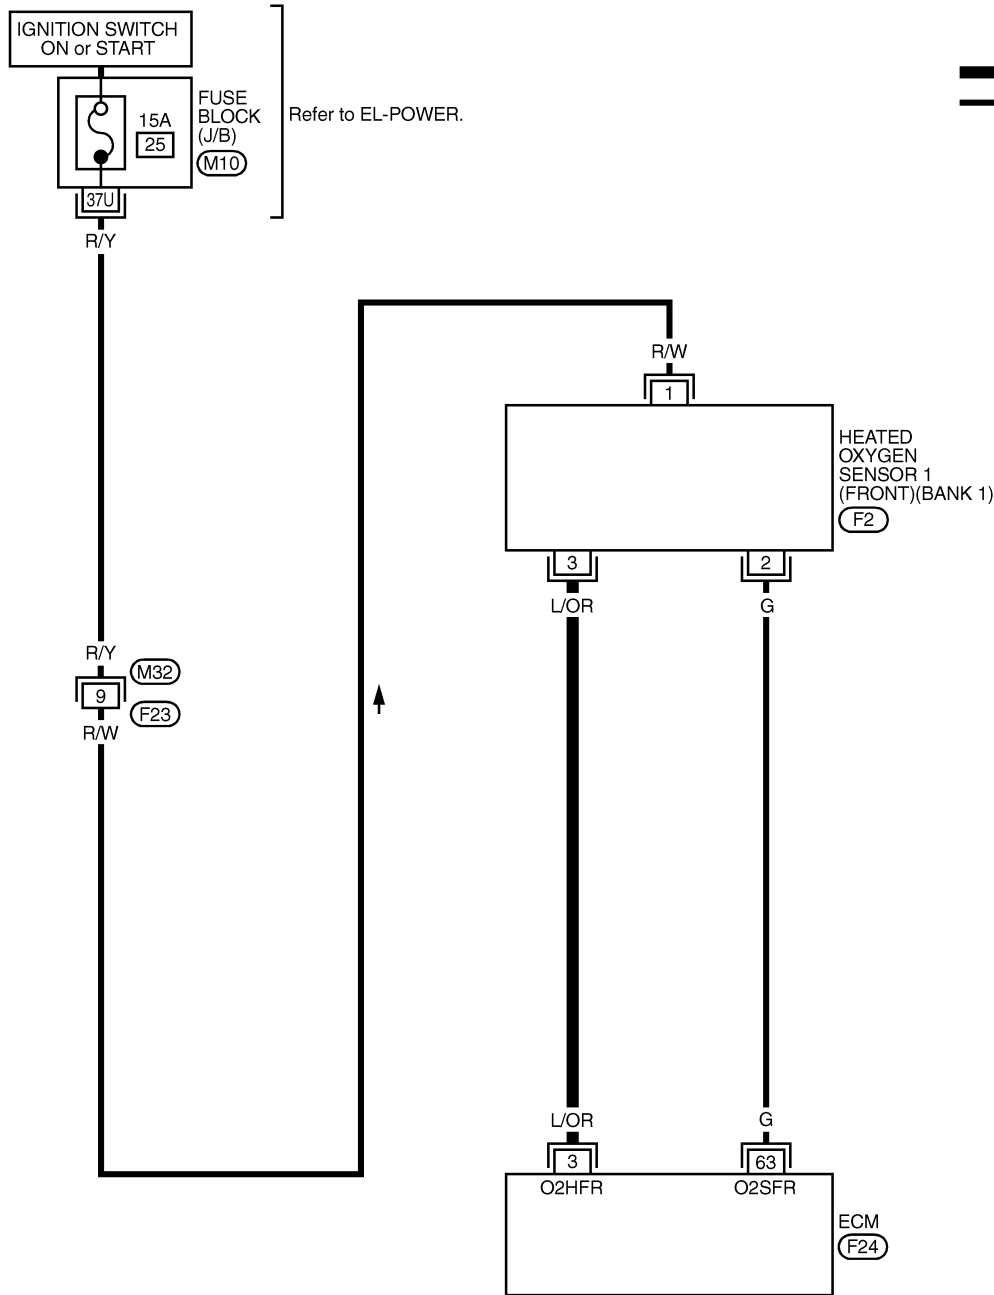 IGNITION SWITCH
ON or START
FUSE
BLOCK
(J/B)
M10
15A
25
Refer to EL-POWER.
37U
R/Y
R/W
1
HEATED
OXYGEN
SENSOR 1
(FRONT)(BANK 1)
F2
3
2
L/OR
G
R/Y
M32
9
F23
R/W
L/OR
G
3
63
O2HFR
O2SFR
ECM
F24